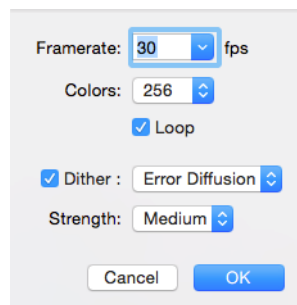 Framerate: 30 fps
Colors: 256
Loop
Dither : Error Diffusion
Strength: Medium
Cancel OK